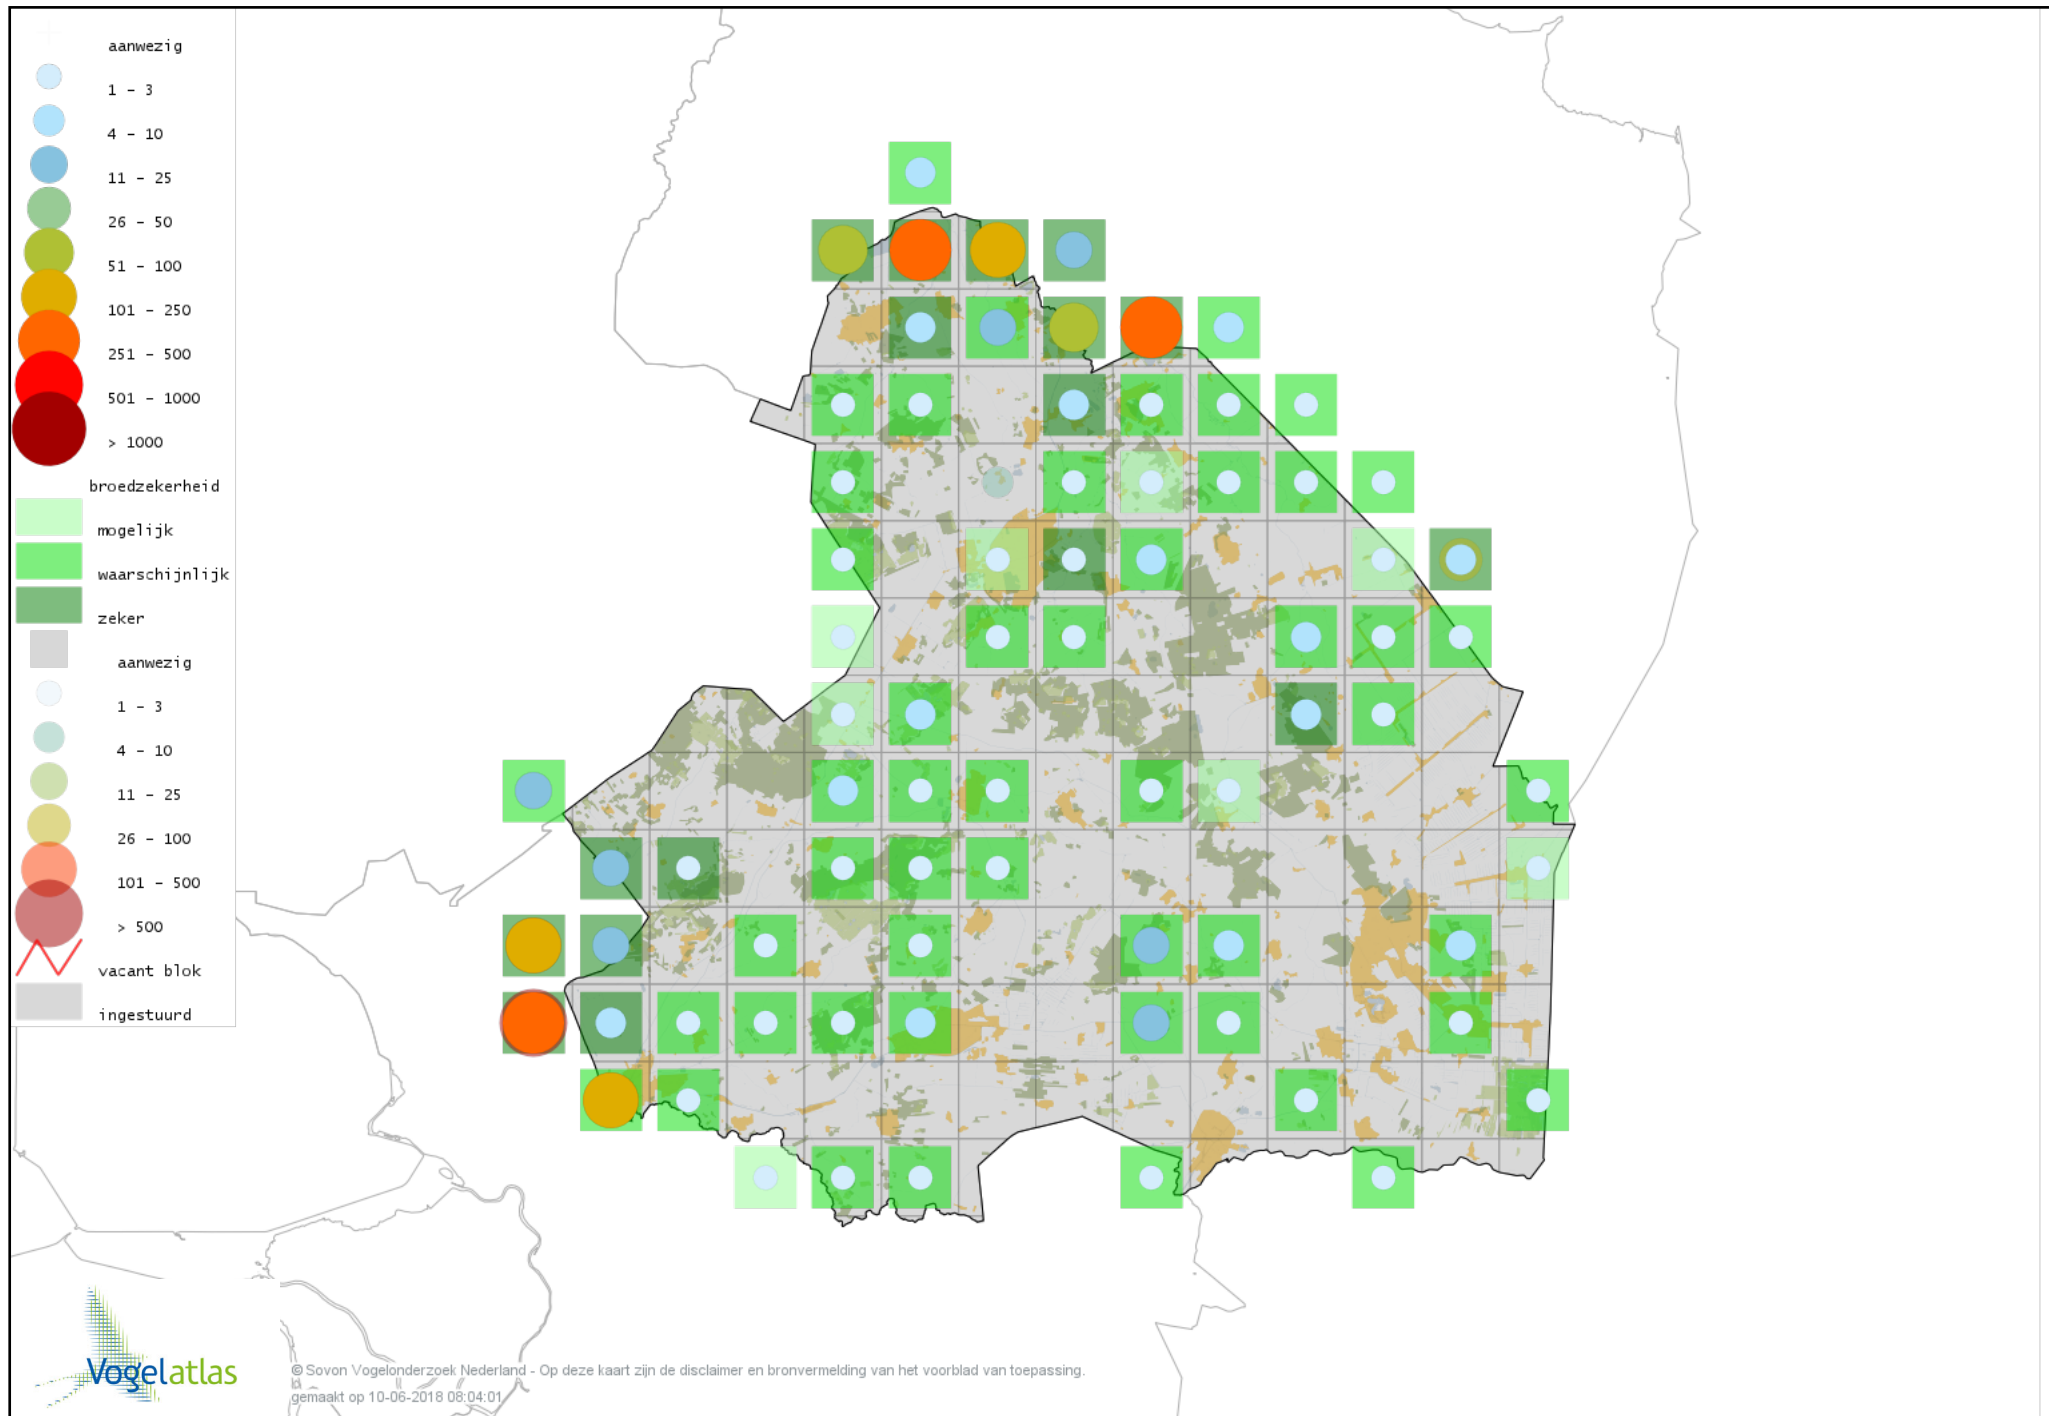 aanwezig
1 - 3
4 - 10
11 - 25
26 - 50
51 - 100
101 - 250
251 - 500
501 - 1000
> 1000
broedzekerheid
mogelijk
waarschijnlijk
zeker
aanwezig
1 - 3
4 - 10
11 - 25
26 - 100
101 - 500
> 500
vacant blok
ingestuurd
Vogelatlas
© Sovon Vogelonderzoek Nederland - Op deze kaart zijn de disclaimer en bronvermelding van het voorblad van toepassing.
gemaakt op 10-06-2018 08:04:01